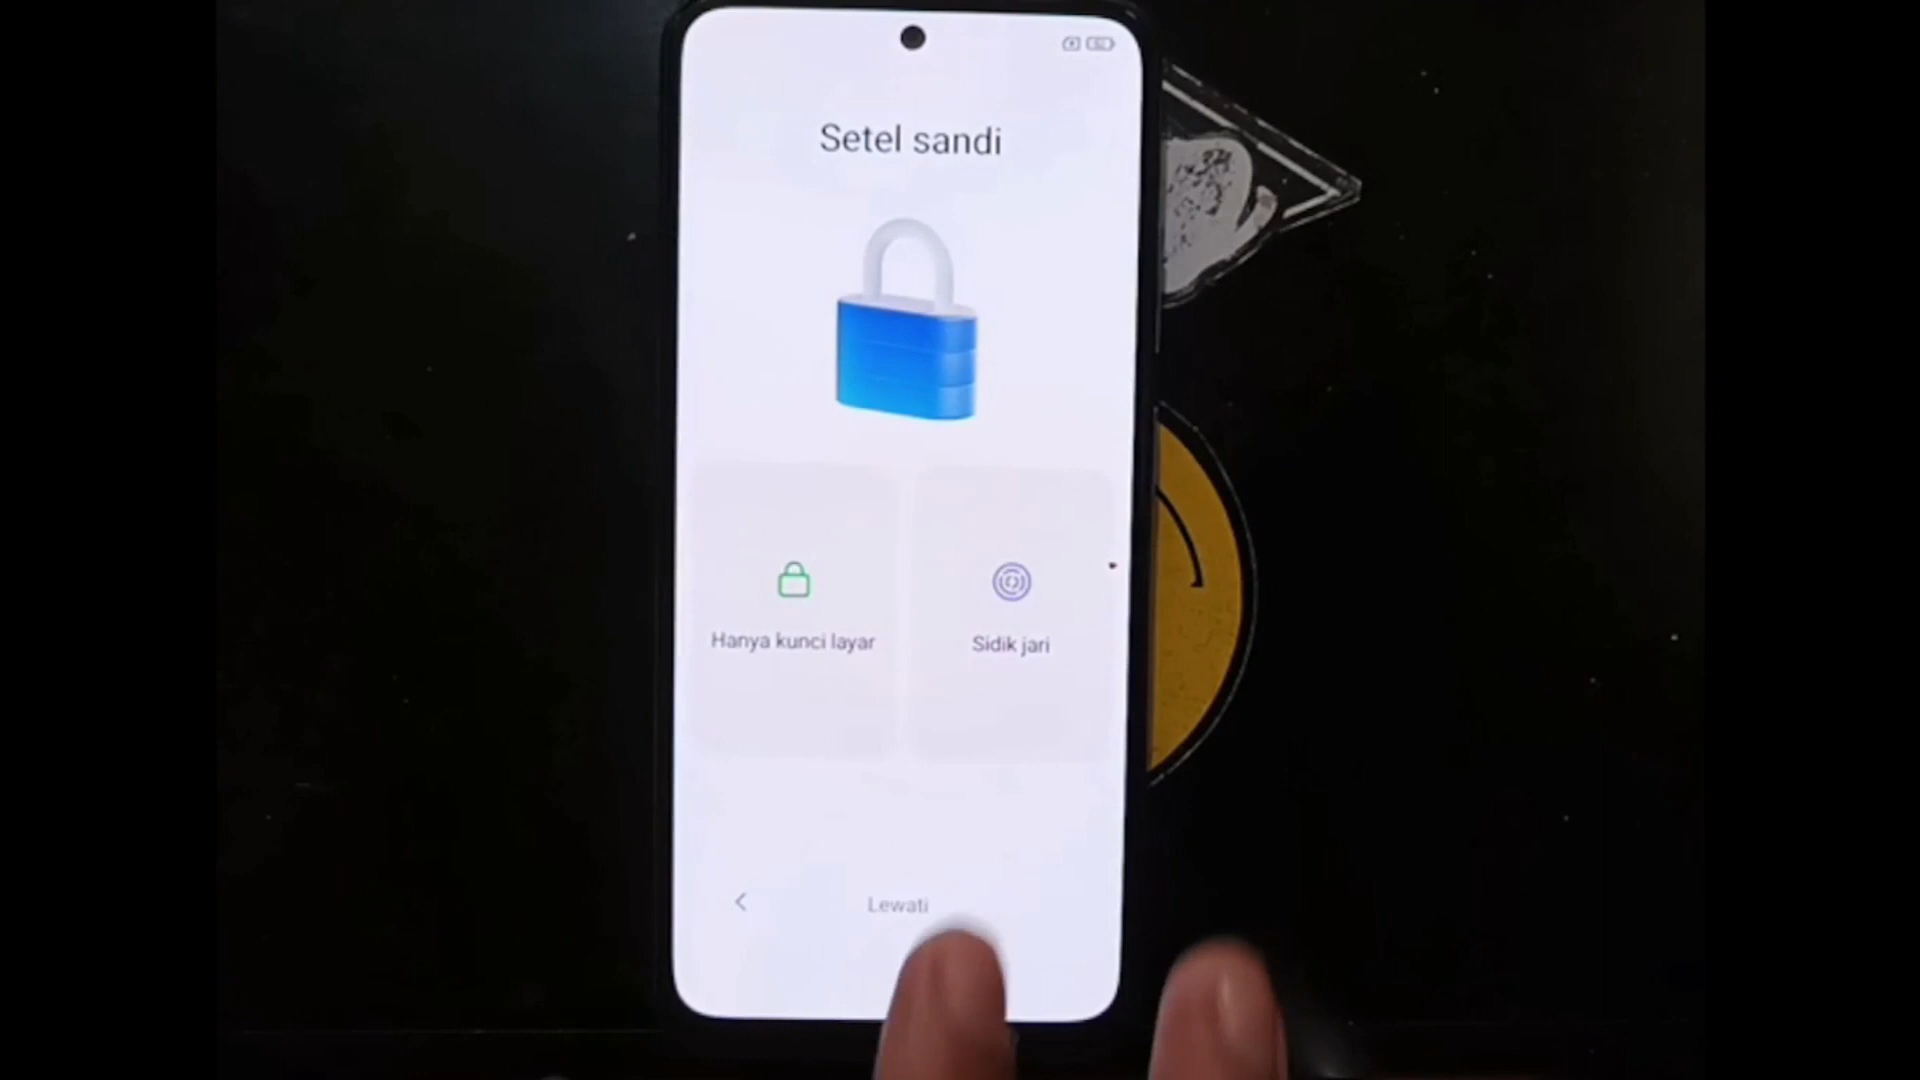 Setel sandi
Hanya kunci layar
Sidik jari
Lewati